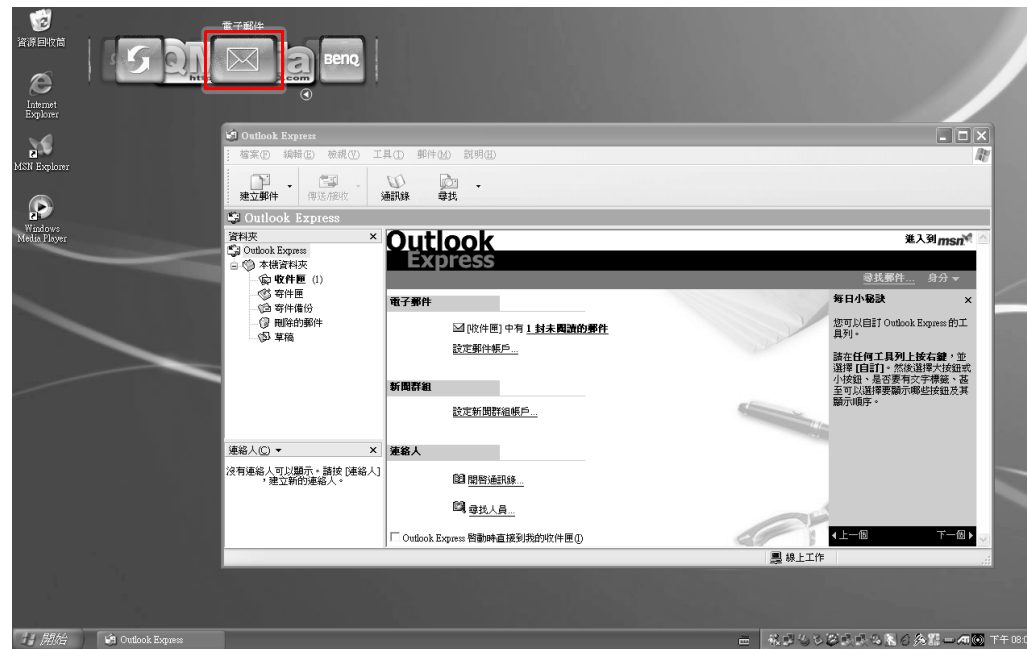 資源回收筒
Internet
Explorer
MSN Explorer
Windows
Media Player
電子郵件
BenQ
Outlook Express
檔案(F) 編輯(E) 檢視(V) 工具(T) 郵件(M) 說明(H)
建立郵件 傳送/接收 通訊錄 尋找
Outlook Express
資料夾 ×
Outlook Express
本機資料夾
收件匣 (1)
寄件匣
寄件備份
刪除的郵件
草稿
連絡人(C) ×
沒有連絡人可以顯示。請按 [連絡人]
，建立新的連絡人。
Outlook
Express
進入到 msn
尋找郵件... 身分
電子郵件
[收件匣] 中有 1 封未閱讀的郵件
設定郵件帳戶...
新聞群組
設定新聞群組帳戶...
連絡人
開啟通訊錄...
尋找人員...
Outlook Express 啟動時直接到我的收件匣(I)
每日小秘訣 ×
您可以自訂 Outlook Express 的工
具列。
請在任何工具列上按右鍵，並
選擇 [自訂]。然後選擇大按鈕或
小按鈕、是否要有文字標籤、甚
至可以選擇要顯示哪些按鈕及其
顯示順序。
上一個 下一個
線上工作
開始 Outlook Express 下午 08:0